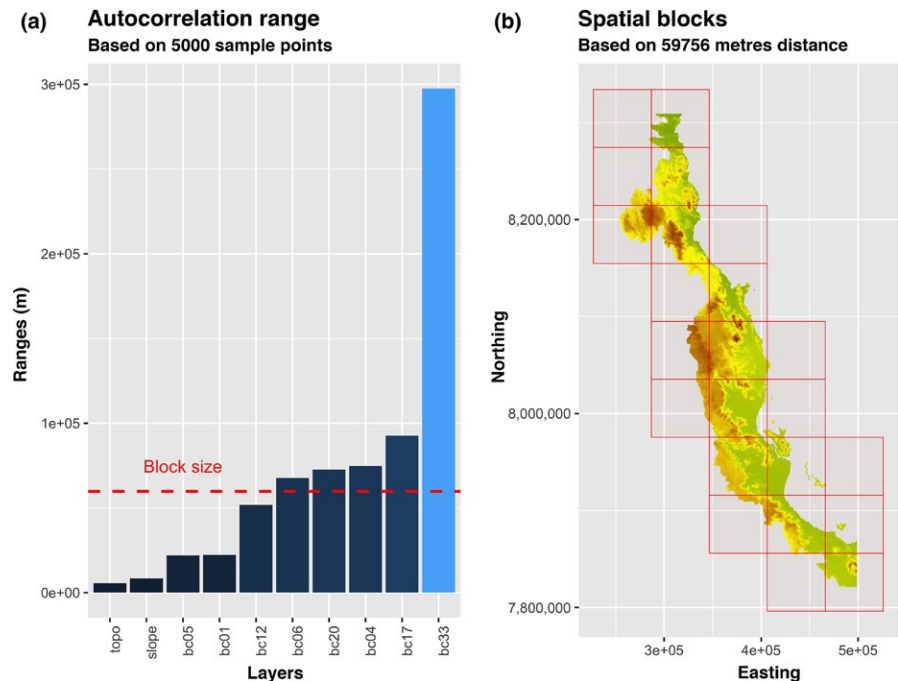 (a)
Autocorrelation range
Based on 5000 sample points
3e+05
2e+05
1e+05
0e+00
Ranges (m)
Block size
topo
slope
bc05
bc01
bc12
bc06
bc20
bc04
bc17
bc33
Layers
(b)
Spatial blocks
Based on 59756 metres distance
8,200,000
8,000,000
7,800,000
Northing
3e+05
4e+05
5e+05
Easting